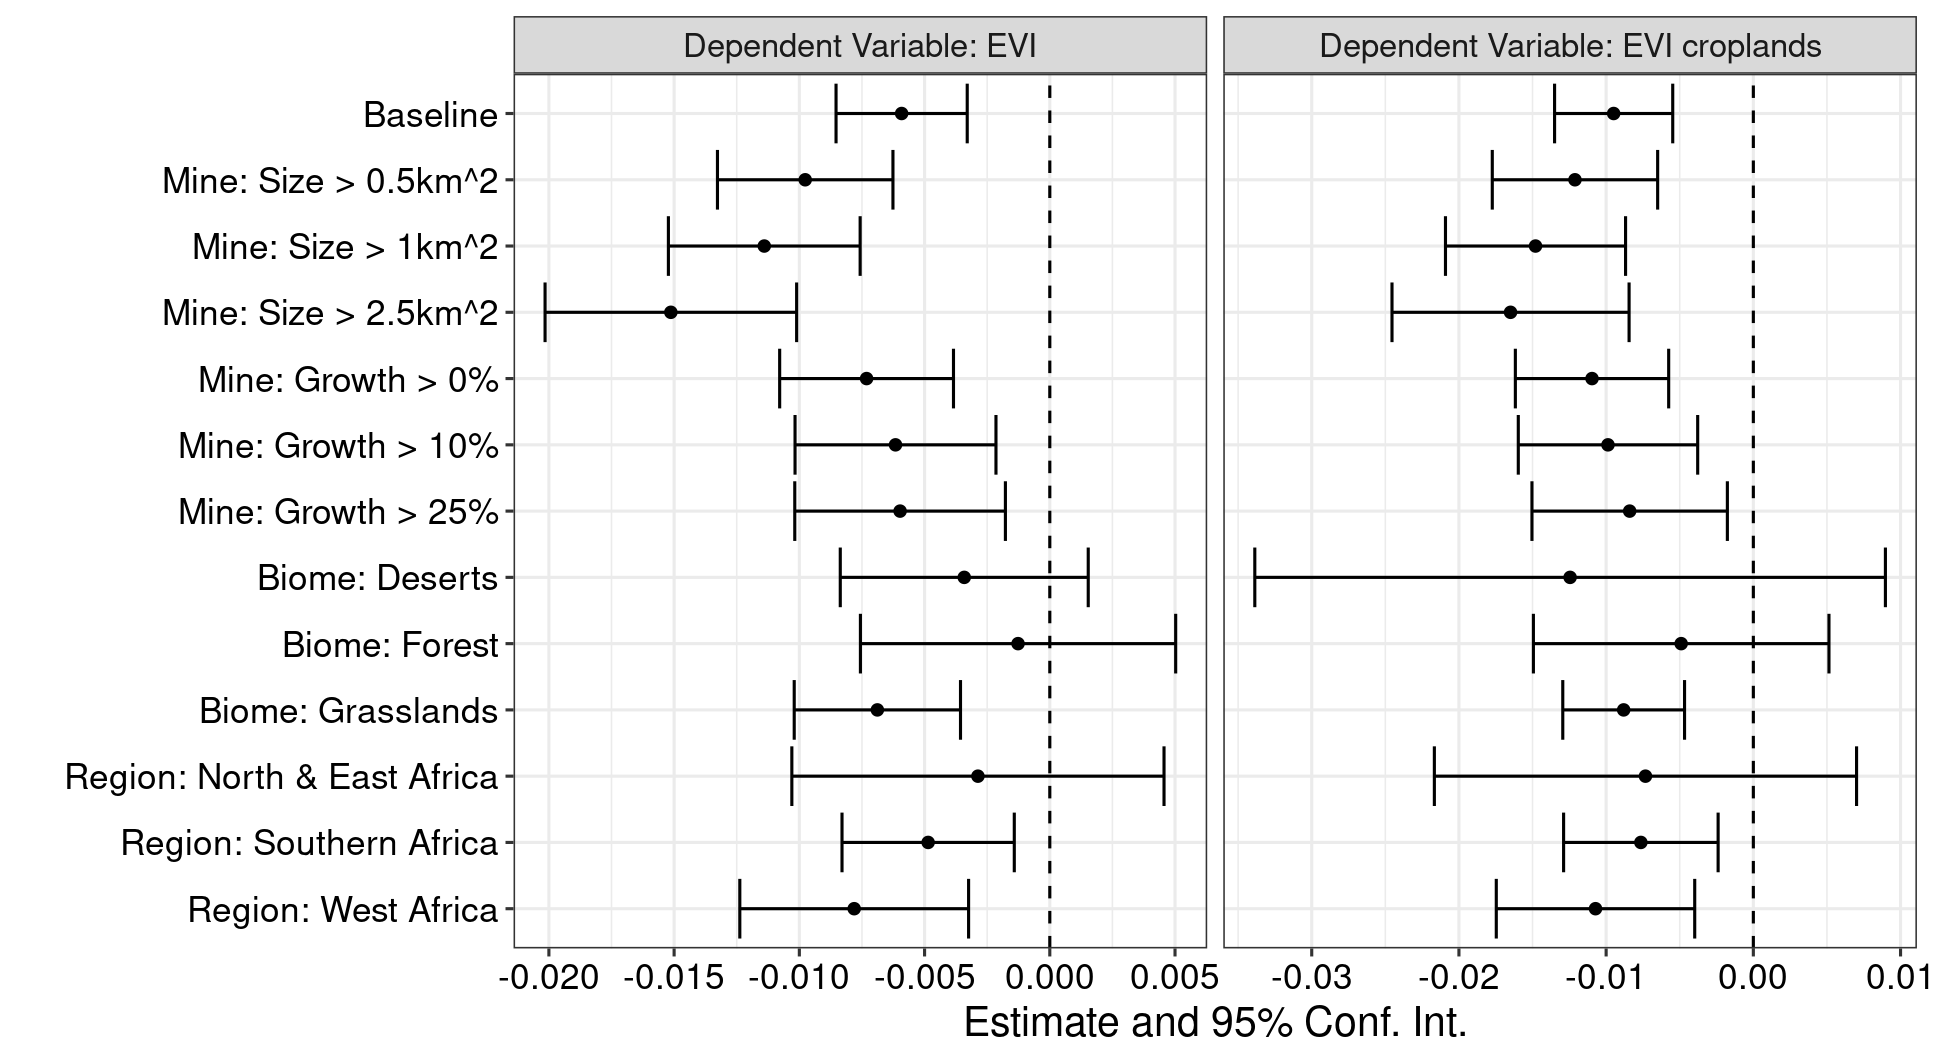 Dependent Variable: EVI
Dependent Variable: EVI croplands
Baseline
Mine: Size > 0.5km^2
Mine: Size > 1km^2
Mine: Size > 2.5km^2
Mine: Growth > 0%
Mine: Growth > 10%
Mine: Growth > 25%
Biome: Deserts
Biome: Forest
Biome: Grasslands
Region: North & East Africa
Region: Southern Africa
Region: West Africa
-0.020 -0.015 -0.010 -0.005 0.000 0.005
-0.03 -0.02 -0.01 0.00 0.01
Estimate and 95% Conf. Int.